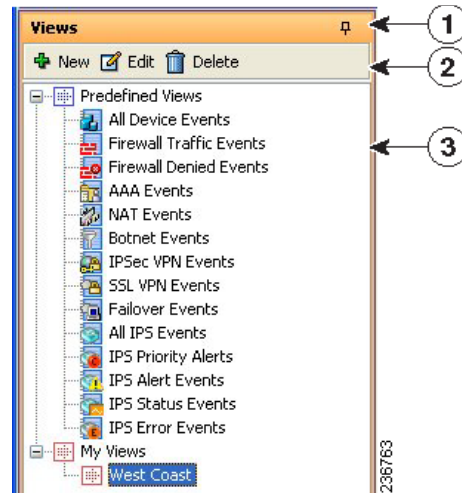 Views
1
New Edit Delete
2
Predefined Views
All Device Events
Firewall Traffic Events
3
Firewall Denied Events
AAA Events
NAT Events
Botnet Events
IPSec VPN Events
SSL VPN Events
Failover Events
All IPS Events
IPS Priority Alerts
IPS Alert Events
IPS Status Events
IPS Error Events
My Views
West Coast
236763